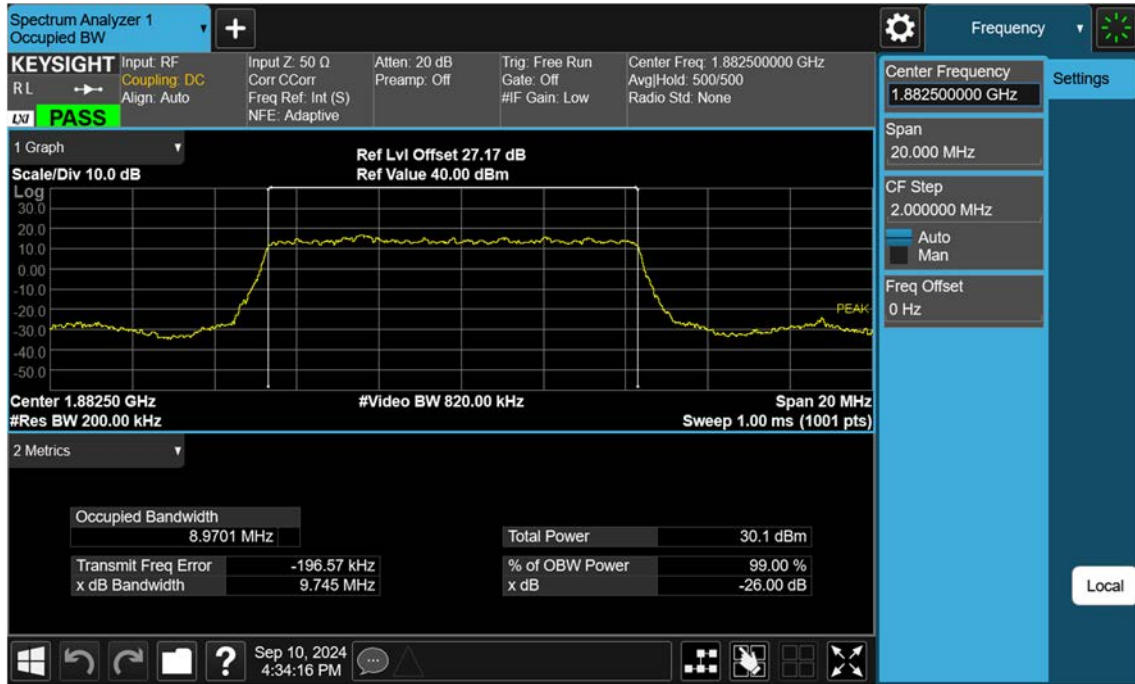 Spectrum Analyzer 1
Occupied BW
+
Frequency
KEYSIGHT
RL
LXI PASS
Input: RF
Coupling: DC
Align: Auto
Input Z: 50 Ω
Corr CCorr
Freq Ref: Int (S)
NFE: Adaptive
Atten: 20 dB
Preamp: Off
Trig: Free Run
Gate: Off
#IF Gain: Low
Center Freq: 1.882500000 GHz
Avg|Hold: 500/500
Radio Std: None
Center Frequency
1.882500000 GHz
Settings
Span
20.000 MHz
CF Step
2.000000 MHz
Auto
Man
Freq Offset
0 Hz
Local
1 Graph
Ref Lvl Offset 27.17 dB
Scale/Div 10.0 dB
Ref Value 40.00 dBm
Log
30.0
20.0
10.0
0.00
-10.0
-20.0
-30.0
-40.0
-50.0
PEAK
Center 1.88250 GHz
#Video BW 820.00 kHz
Span 20 MHz
#Res BW 200.00 kHz
Sweep 1.00 ms (1001 pts)
2 Metrics
Occupied Bandwidth
8.9701 MHz
Total Power 30.1 dBm
Transmit Freq Error -196.57 kHz
% of OBW Power 99.00 %
x dB Bandwidth 9.745 MHz
x dB -26.00 dB
?
Sep 10, 2024
4:34:16 PM